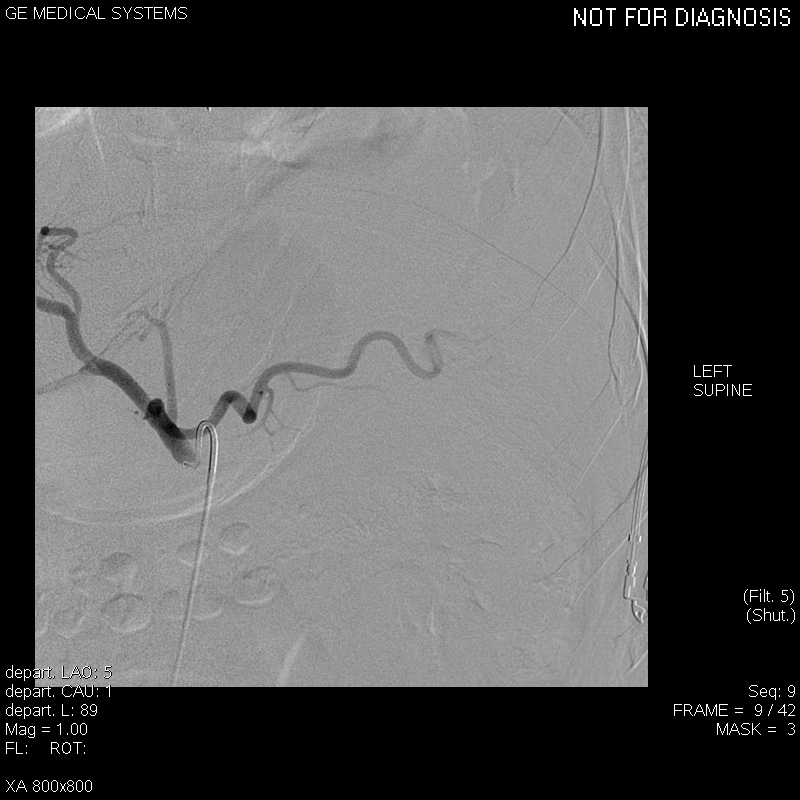 GE MEDICAL SYSTEMS
NOT FOR DIAGNOSIS
LEFT
SUPINE
(Filt. 5)
(Shut.)
depart. LAO: 5
depart. CAU: 1
depart. L: 89
Mag = 1.00
FL: ROT:
Seq: 9
FRAME = 9 / 42
MASK = 3
XA 800x800